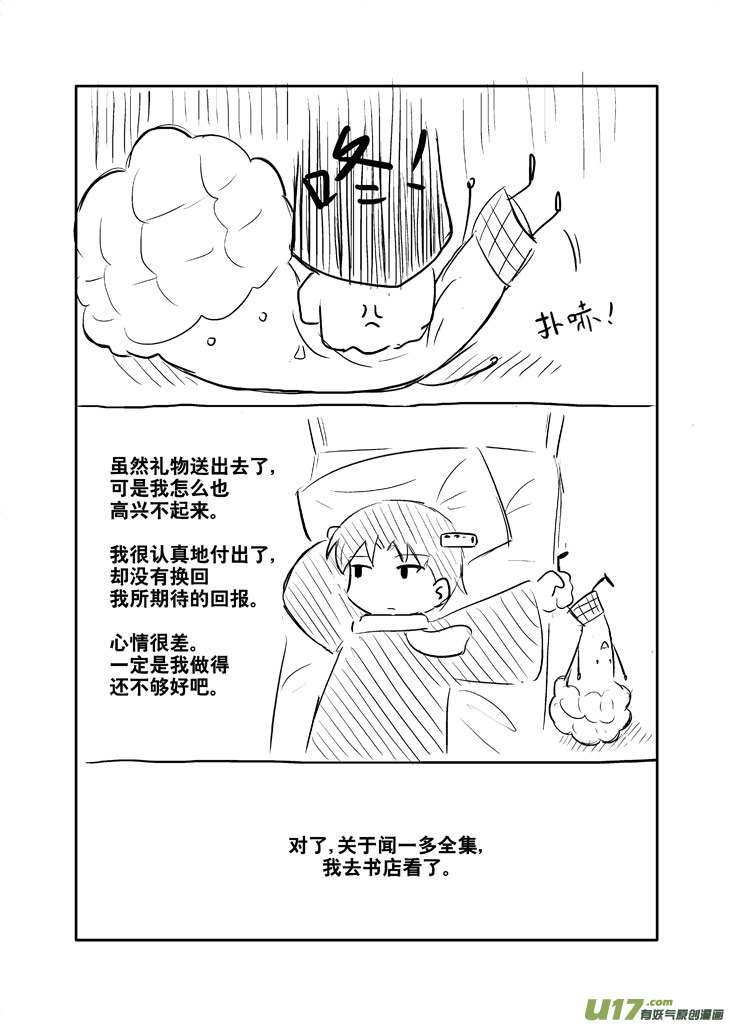 咚!
扑哧!
虽然礼物送出去了,
可是我怎么也
高兴不起来。
我很认真地付出了,
却没有换回
我所期待的回报。
心情很差。
一定是我做得
还不够好吧。
对了,关于闻一多全集,
我去书店看了。
U17.com
有妖气原创漫画